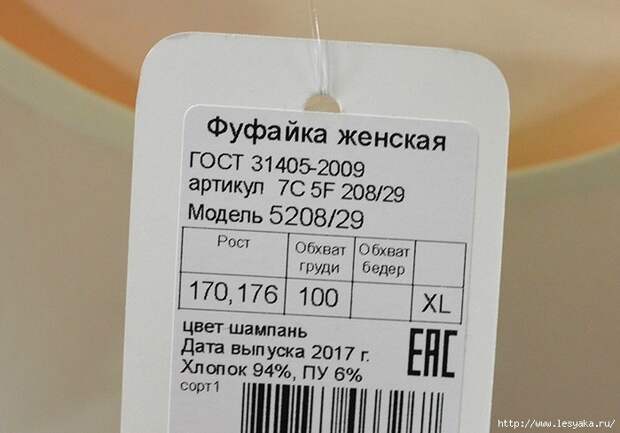 Фуфайка женская
ГОСТ 31405-2009
артикул 7С 5F 208/29
Модель 5208/29
Рост Обхват груди Обхват бедер
170,176 100 XL
цвет шампань
Дата выпуска 2017 г.
Хлопок 94%, ПУ 6%
сорт1
ЕАС
http://www.lesyaka.ru/